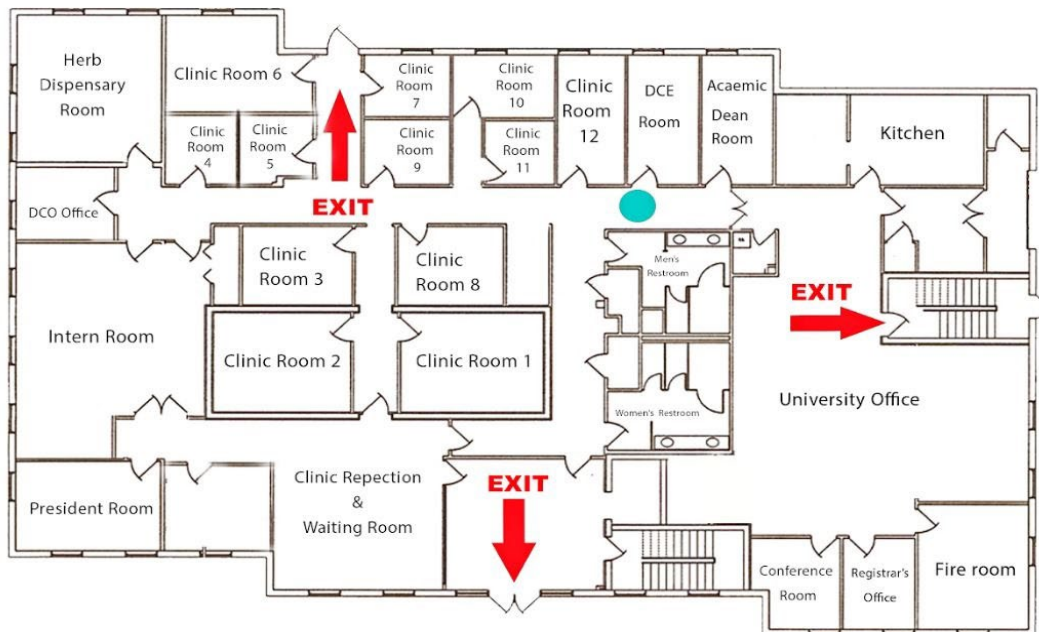 Herb
Dispensary
Room
Clinic Room 6
Clinic
Room
4
Clinic
Room
5
Clinic
Room
7
Clinic
Room
9
Clinic
Room
10
Clinic
Room
11
Clinic
Room
12
DCE
Room
Acaemic
Dean
Room
Kitchen
DCO Office
EXIT
Clinic
Room 3
Clinic
Room 8
Men's
Restroom
EXIT
Intern Room
Clinic Room 2
Clinic Room 1
Women's Restroom
University Office
President Room
Clinic Repection
&
Waiting Room
EXIT
Conference
Room
Registrar's
Office
Fire room